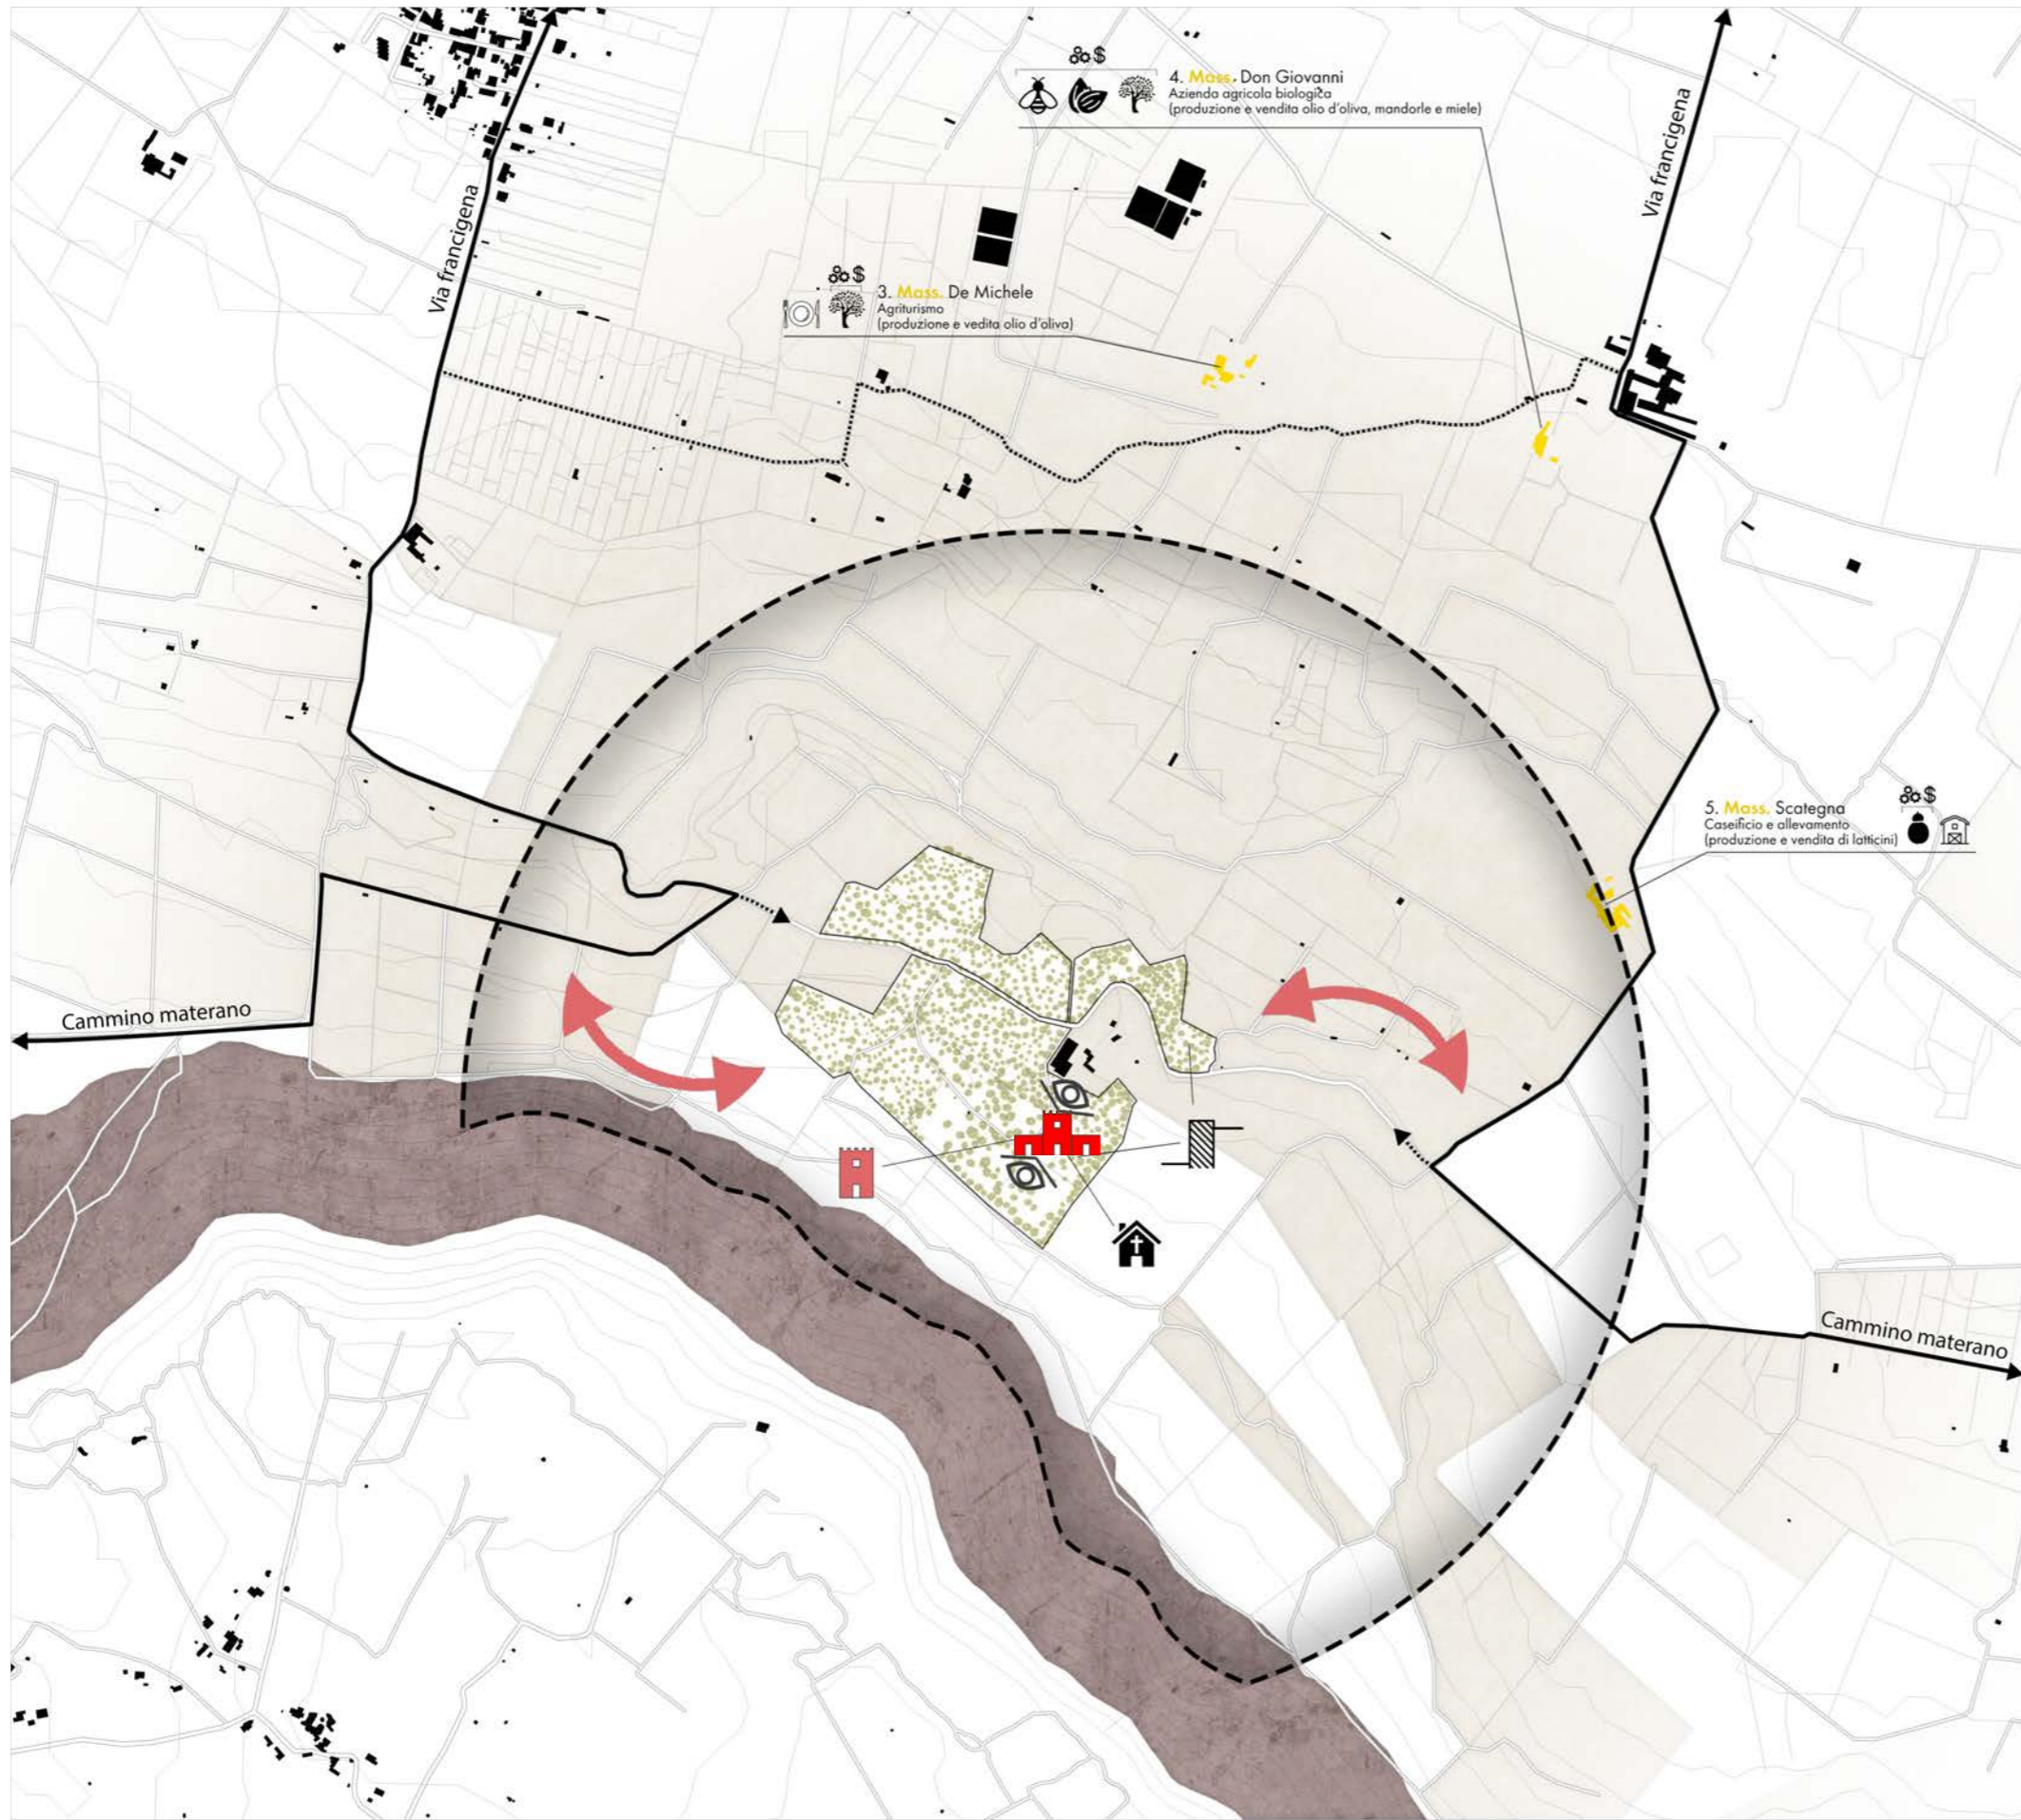 4. Mass. Don Giovanni
Azienda agricola biologica
(produzione e vendita olio d'oliva, mandorle e miele)
Via francigena
Via francigena
3. Mass. De Michele
Agriturismo
(produzione e vedita olio d'oliva)
5. Mass. Scategna
Caseificio e allevamento
(produzione e vendita di latticini)
Cammino materano
Cammino materano